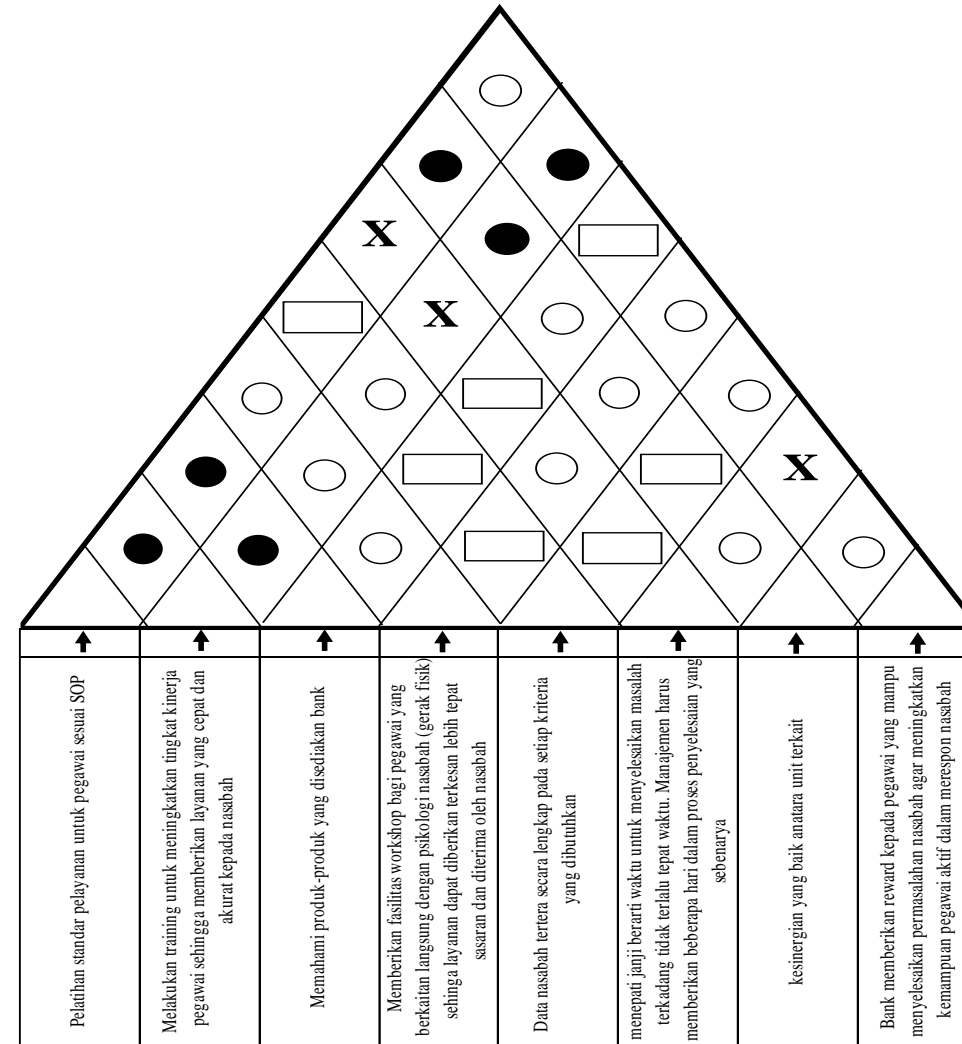 X
X
X
Pelatihan standar pelayanan untuk pegawai sesuai SOP
Melakukan training untuk meningkatkan tingkat kinerja
pegawai sehingga memberikan layanan yang cepat dan
akurat kepada nasabah
Memahami produk-produk yang disediakan bank
Memberikan fasilitas workshop bagi pegawai yang
berkaitan langsung dengan psikologi nasabah (gerak fisik)
sehinga layanan dapat diberikan terkesan lebih tepat
sasaran dan diterima oleh nasabah
Data nasabah tertera secara lengkap pada setiap kriteria
yang dibutuhkan
menepati janji berarti waktu untuk menyelesaikan masalah
terkadang tidak terlalu tepat waktu. Manajemen harus
memberikan beberapa hari dalam proses penyelesaian yang
sebenarya
kesinergian yang baik anatara unit terkait
Bank memberikan reward kepada pegawai yang mampu
menyelesaikan permasalahan nasabah agar meningkatkan
kemampuan pegawai aktif dalam merespon nasabah